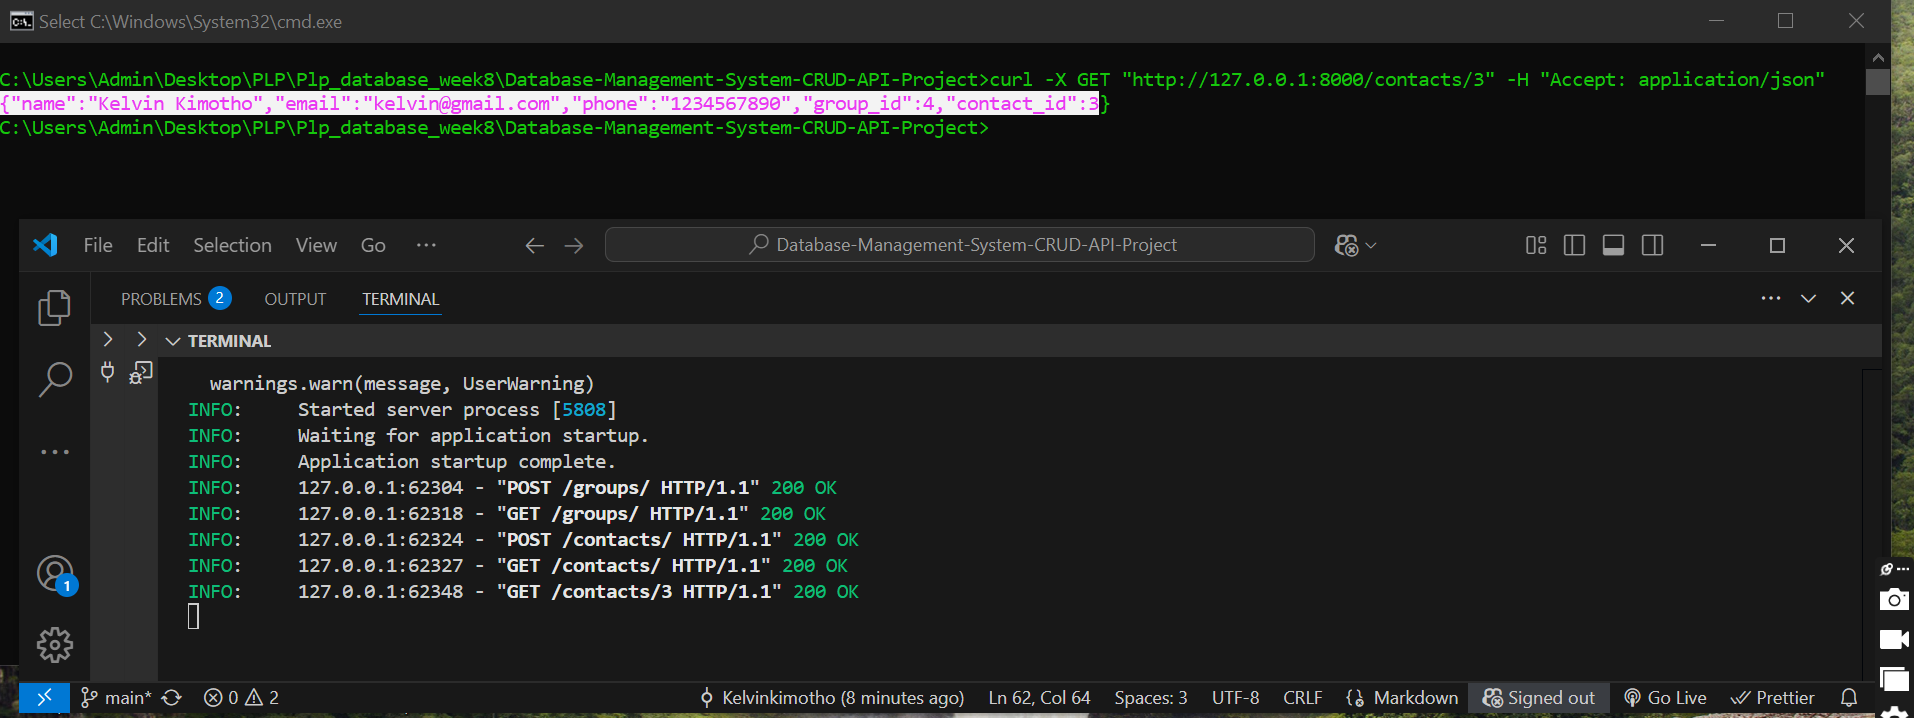 Select C:\Windows\System32\cmd.exe
C:\Users\Admin\Desktop\PLP\Plp_database_week8\Database-Management-System-CRUD-API-Project>curl -X GET "http://127.0.0.1:8000/contacts/3" -H "Accept: application/json"
{"name":"Kelvin Kimotho","email":"kelvin@gmail.com","phone":"1234567890","group_id":4,"contact_id":3}
C:\Users\Admin\Desktop\PLP\Plp_database_week8\Database-Management-System-CRUD-API-Project>
File Edit Selection View Go ··· Database-Management-System-CRUD-API-Project
PROBLEMS 2 OUTPUT TERMINAL
TERMINAL
warnings.warn(message, UserWarning)
INFO: Started server process [5808]
INFO: Waiting for application startup.
INFO: Application startup complete.
INFO: 127.0.0.1:62304 - "POST /groups/ HTTP/1.1" 200 OK
INFO: 127.0.0.1:62318 - "GET /groups/ HTTP/1.1" 200 OK
INFO: 127.0.0.1:62324 - "POST /contacts/ HTTP/1.1" 200 OK
INFO: 127.0.0.1:62327 - "GET /contacts/ HTTP/1.1" 200 OK
INFO: 127.0.0.1:62348 - "GET /contacts/3 HTTP/1.1" 200 OK
1
main* 0 2 Kelvinkimotho (8 minutes ago) Ln 62, Col 64 Spaces: 3 UTF-8 CRLF Markdown Signed out Go Live Prettier